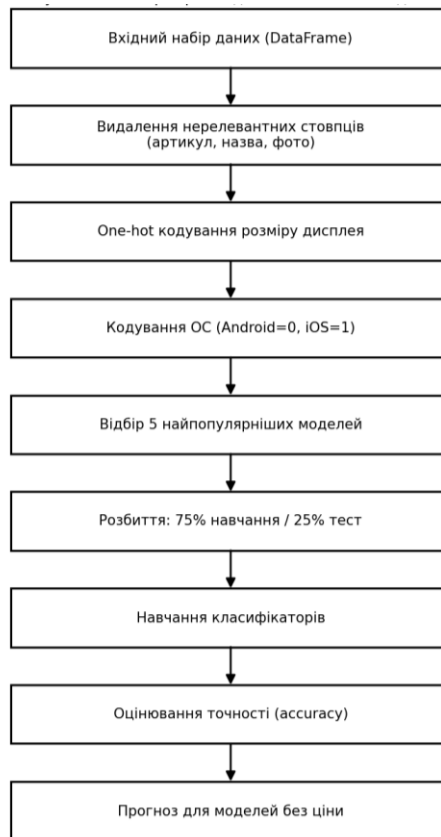 Вхідний набір даних (DataFrame)
Видалення нерелевантних стовпців
(артикул, назва, фото)
One-hot кодування розміру дисплея
Кодування ОС (Android=0, iOS=1)
Відбір 5 найпопулярніших моделей
Розбиття: 75% навчання / 25% тест
Навчання класифікаторів
Оцінювання точності (accuracy)
Прогноз для моделей без ціни